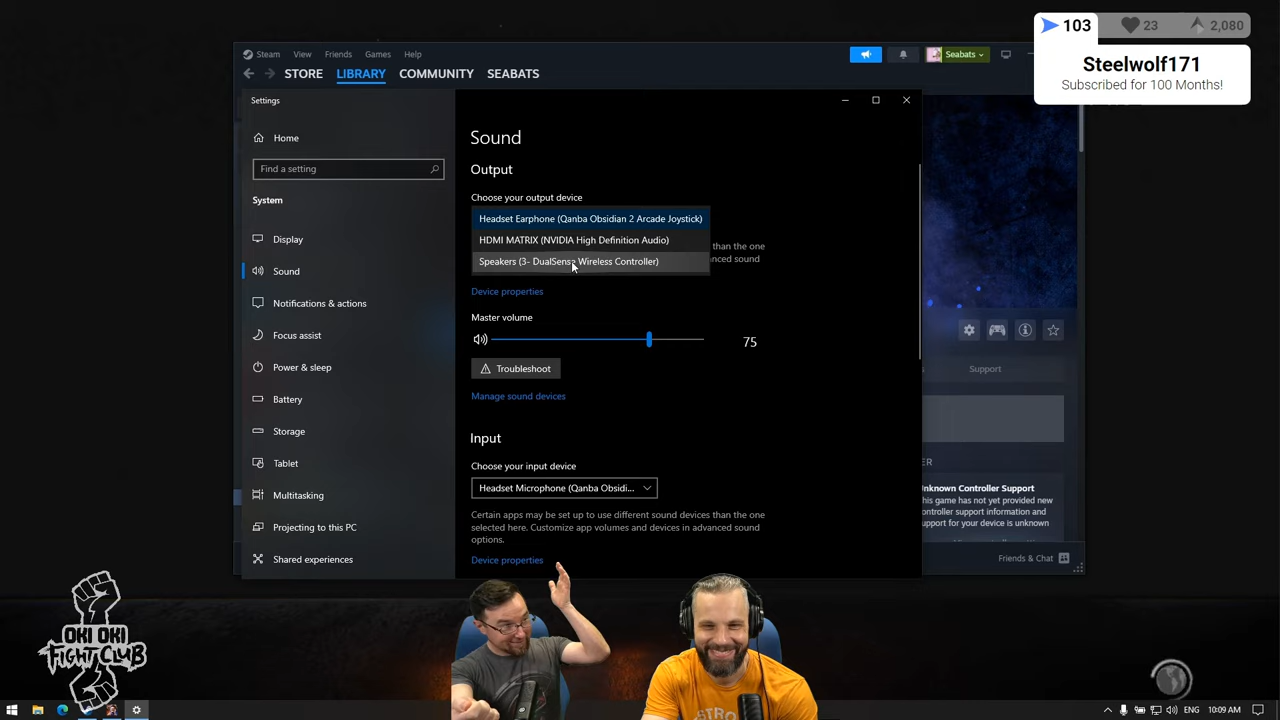 103
23
2,080
Steelwolf171
Subscribed for 100 Months!
Steam
View
Friends
Games
Help
Seabats
STORE
LIBRARY
COMMUNITY
SEABATS
Settings
Home
Find a setting
System
Display
Sound
Notifications & actions
Focus assist
Power & sleep
Battery
Storage
Tablet
Multitasking
Projecting to this PC
Shared experiences
Sound
Output
Choose your output device
Headset Earphone (Qanba Obsidian 2 Arcade Joystick)
HDMI MATRIX (NVIDIA High Definition Audio)
Speakers (3- DualSense Wireless Controller)
than the one
nced sound
Device properties
Master volume
75
Troubleshoot
Manage sound devices
Input
Choose your input device
Headset Microphone (Qanba Obsidi...
Certain apps may be set up to use different sound devices than the one
selected here. Customize app volumes and devices in advanced sound
options.
Device properties
Support
ER
nknown Controller Support
his game has not yet provided new
ontroller support information and
upport for your device is unknown
Friends & Chat
OKI OKI
FIGHT CLUB
ENG
10:09 AM